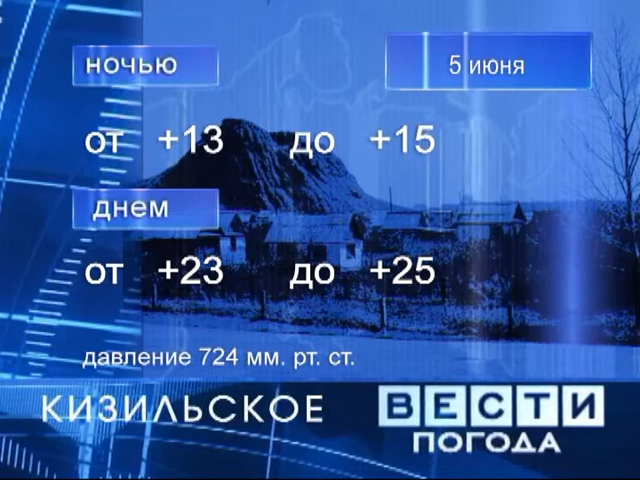 ночью
5 июня
от +13 до +15
днем
от +23 до +25
давление 724 мм. рт. ст.
КИЗИЛЬСКОЕ
ВЕСТИ
ПОГОДА